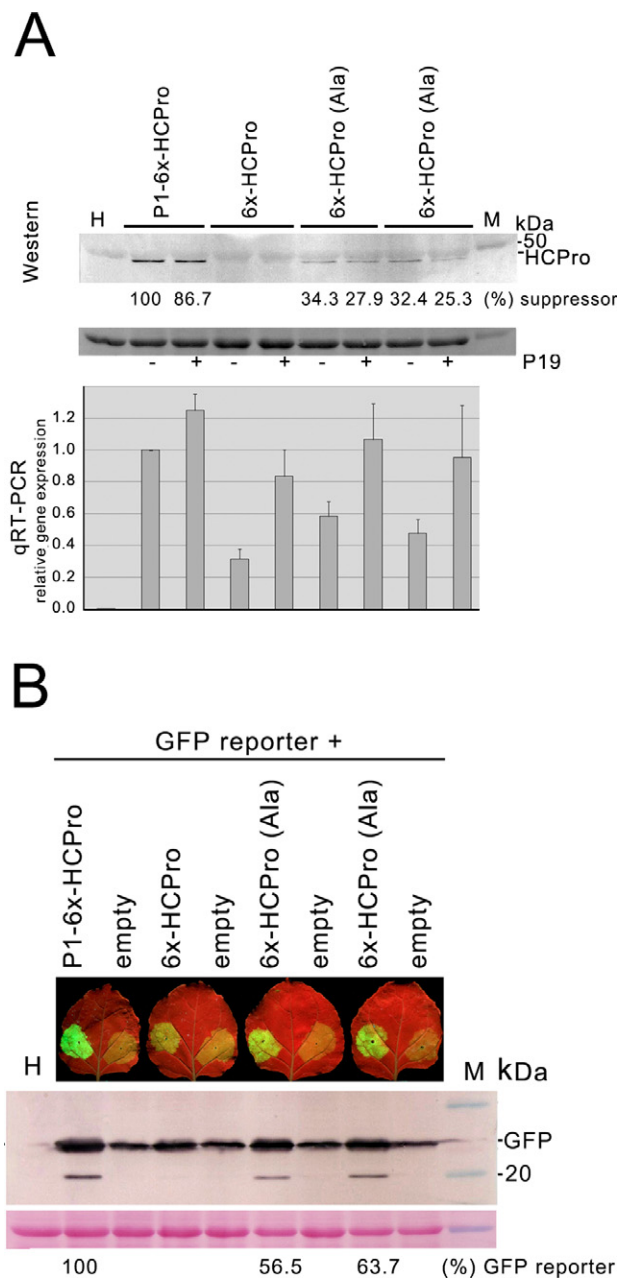 A
P1-6x-HCPro
6x-HCPro
6x-HCPro (Ala)
6x-HCPro (Ala)
Western
H
M kDa
-50
-HCPro
100 86.7 34.3 27.9 32.4 25.3 (%) suppressor
- + - + - + - + P19
qRT-PCR
relative gene expression
1.2
1.0
0.8
0.6
0.4
0.2
0.0
B
GFP reporter +
P1-6x-HCPro
empty
6x-HCPro
empty
6x-HCPro (Ala)
empty
6x-HCPro (Ala)
empty
H
M kDa
-GFP
-20
100 56.5 63.7 (%) GFP reporter